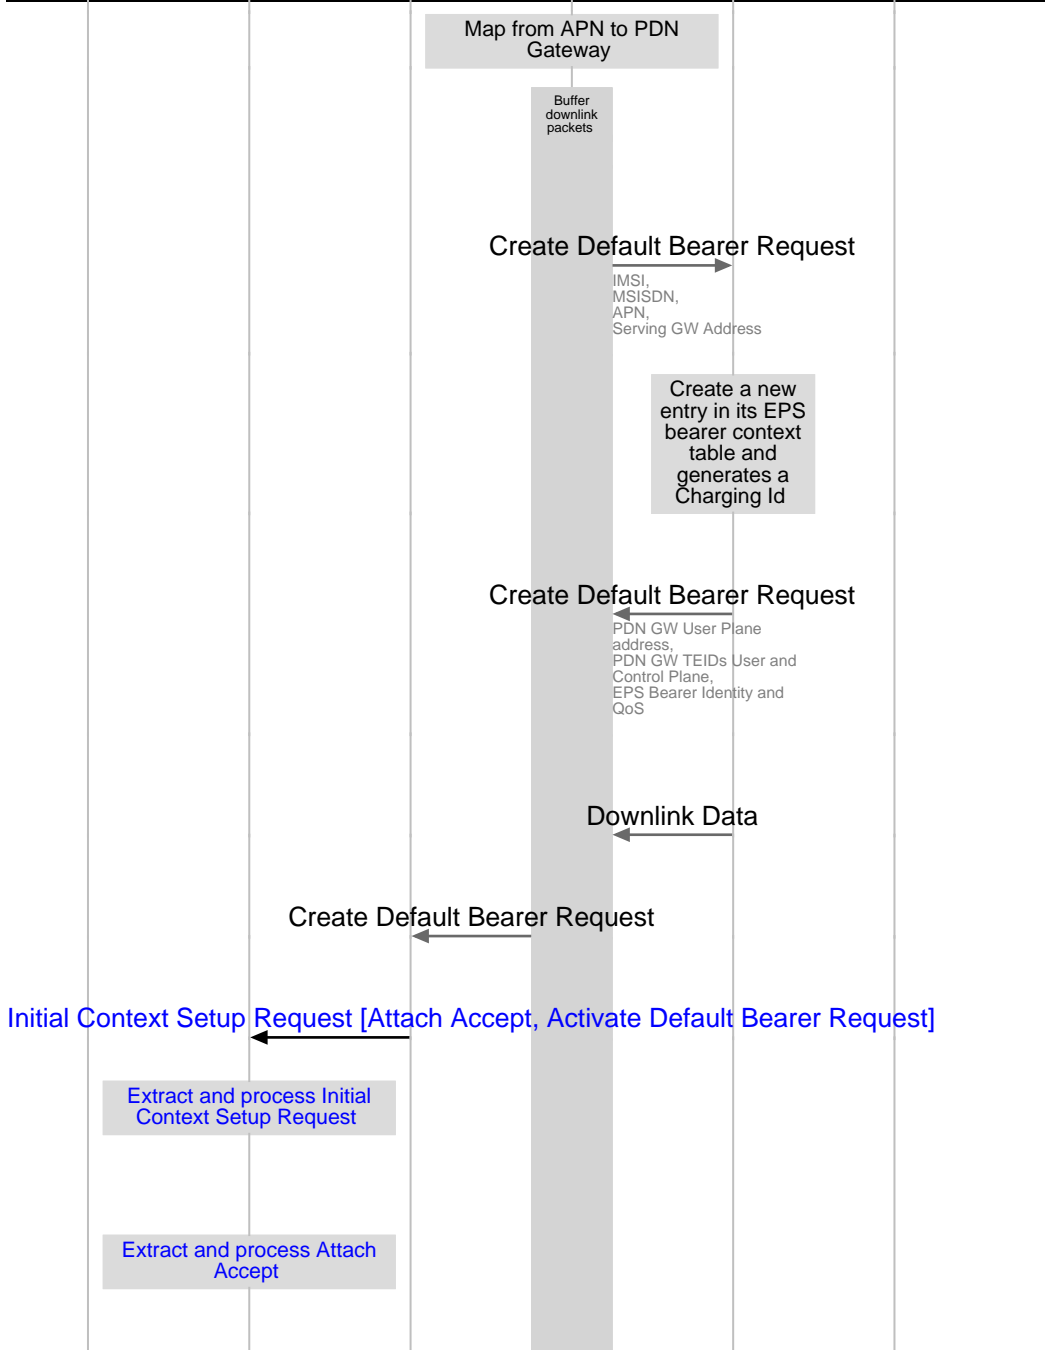 Map from APN to PDN
Gateway
Buffer
downlink
packets
Create Default Bearer Request
IMSI,
MSISDN,
APN,
Serving GW Address
Create a new
entry in its EPS
bearer context
table and
generates a
Charging Id
Create Default Bearer Request
PDN GW User Plane
address,
PDN GW TEIDs User and
Control Plane,
EPS Bearer Identity and
QoS
Downlink Data
Create Default Bearer Request
Initial Context Setup Request [Attach Accept, Activate Default Bearer Request]
Extract and process Initial
Context Setup Request
Extract and process Attach
Accept